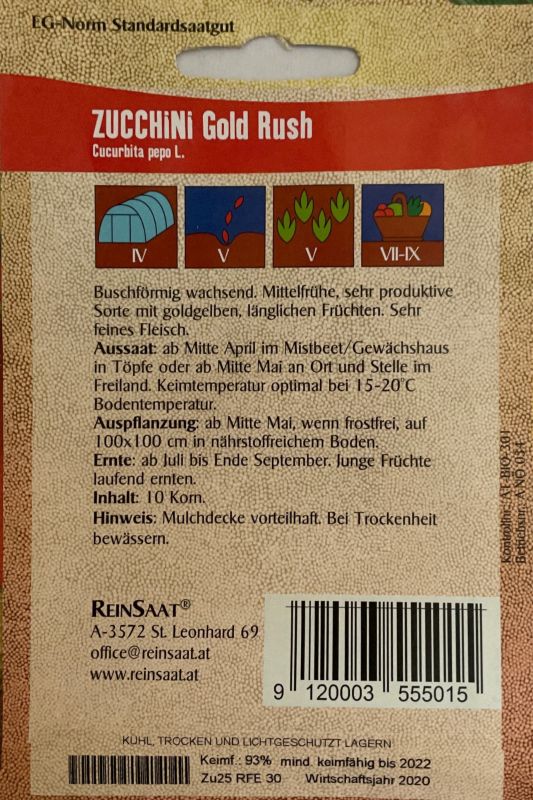 EG-Norm Standardsaatgut
ZUCCHiNi Gold Rush
Cucurbita pepo L.
IV
V
V
VII-IX
Buschförmig wachsend. Mittelfrühe, sehr produktive
Sorte mit goldgelben, länglichen Früchten. Sehr
feines Fleisch.
Aussaat: ab Mitte April im Mistbeet/Gewächshaus
in Töpfe oder ab Mitte Mai an Ort und Stelle im
Freiland. Keimtemperatur optimal bei 15-20°C
Bodentemperatur.
Auspflanzung: ab Mitte Mai, wenn frostfrei, auf
100x100 cm in nährstoffreichem Boden.
Ernte: ab Juli bis Ende September. Junge Früchte
laufend ernten.
Inhalt: 10 Korn.
Hinweis: Mulchdecke vorteilhaft. Bei Trockenheit
bewässern.
REINSAAT®
A-3572 St. Leonhard 69
office@reinsaat.at
www.reinsaat.at
9 120003 555015
KÜHL, TROCKEN UND LICHTGESCHÜTZT LAGERN
Keimf.: 93% mind. keimfähig bis 2022
Zu25 RFE 30 Wirtschaftsjahr 2020